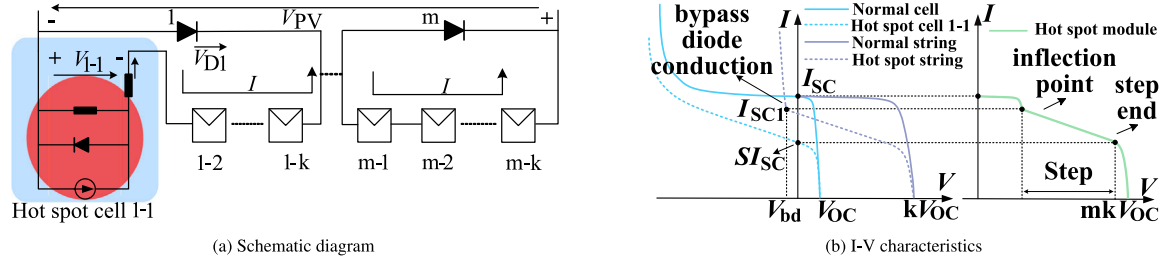 - V_PV +
1 m
V_D1
+ V_1-1 -
I I
1-2 1-k m-1 m-2 m-k
Hot spot cell 1-1
(a) Schematic diagram
bypass
diode
conduction
I
Normal cell
Hot spot cell 1-1
Normal string
Hot spot string
I_SC
I_SC1
SI_SC
V_bd V_OC kV_OC
V
I
Hot spot module
inflection
point
step
end
Step
V
mkV_OC
(b) I-V characteristics